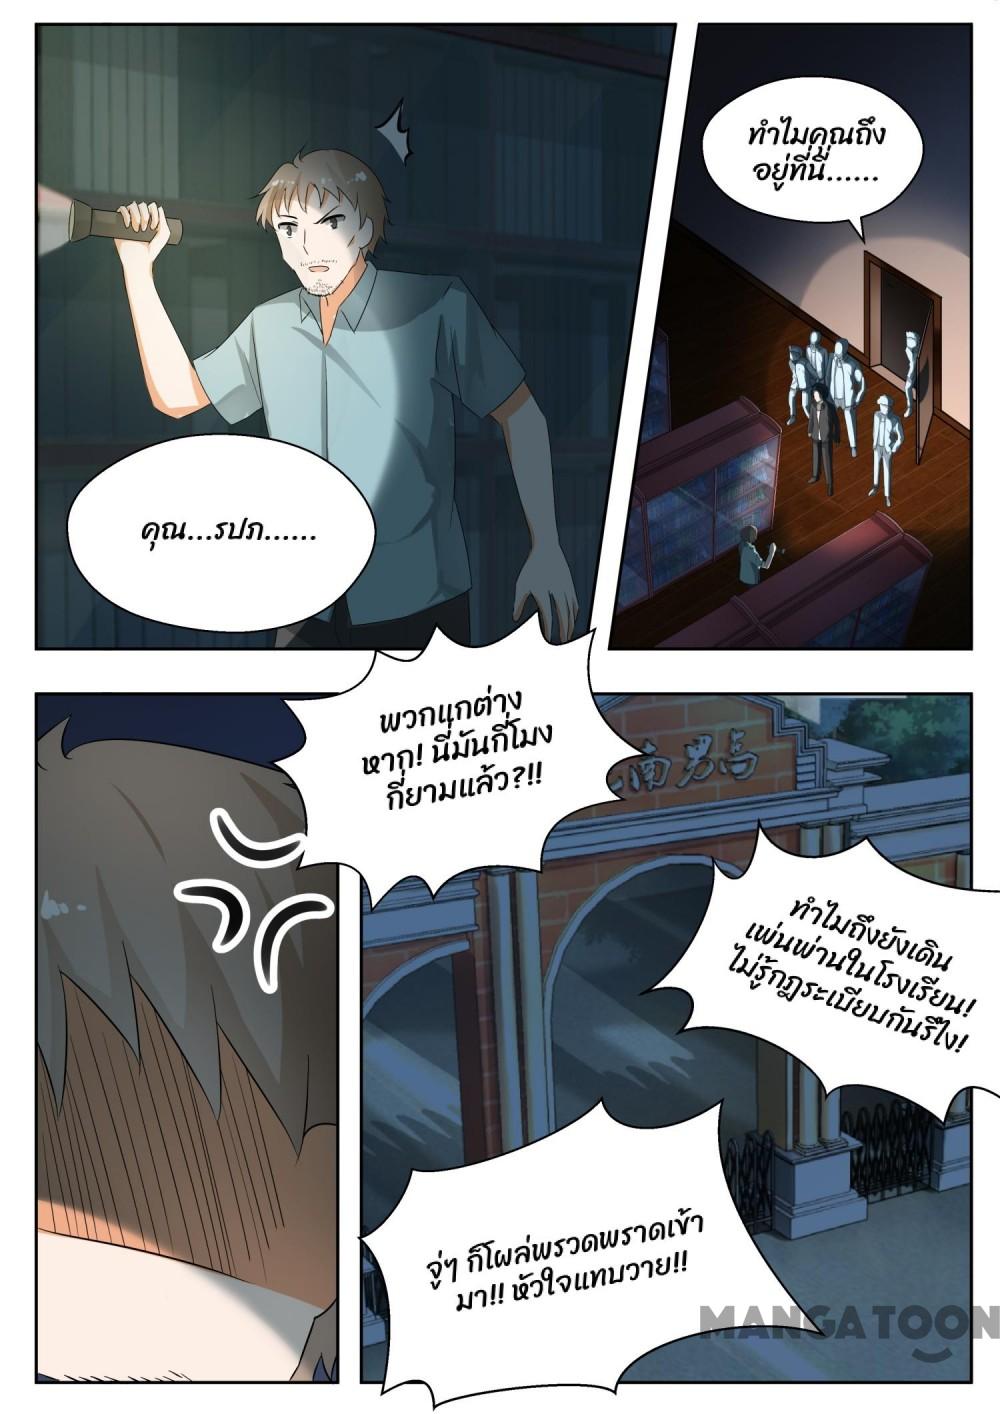 คุณ...รปภ......
ทำไมคุณถึง
อยู่ที่นี่......
พวกแกต่าง
หาก! นี่มันกี่โมง
กี่ยามแล้ว?!!
南男高
ทำไมถึงยังเดิน
เพ่นพ่านในโรงเรียน!
ไม่รู้กฎระเบียบกันรึไง!
จู่ๆ ก็โผล่พรวดพราดเข้า
มา!! หัวใจแทบวาย!!
MANGATOON